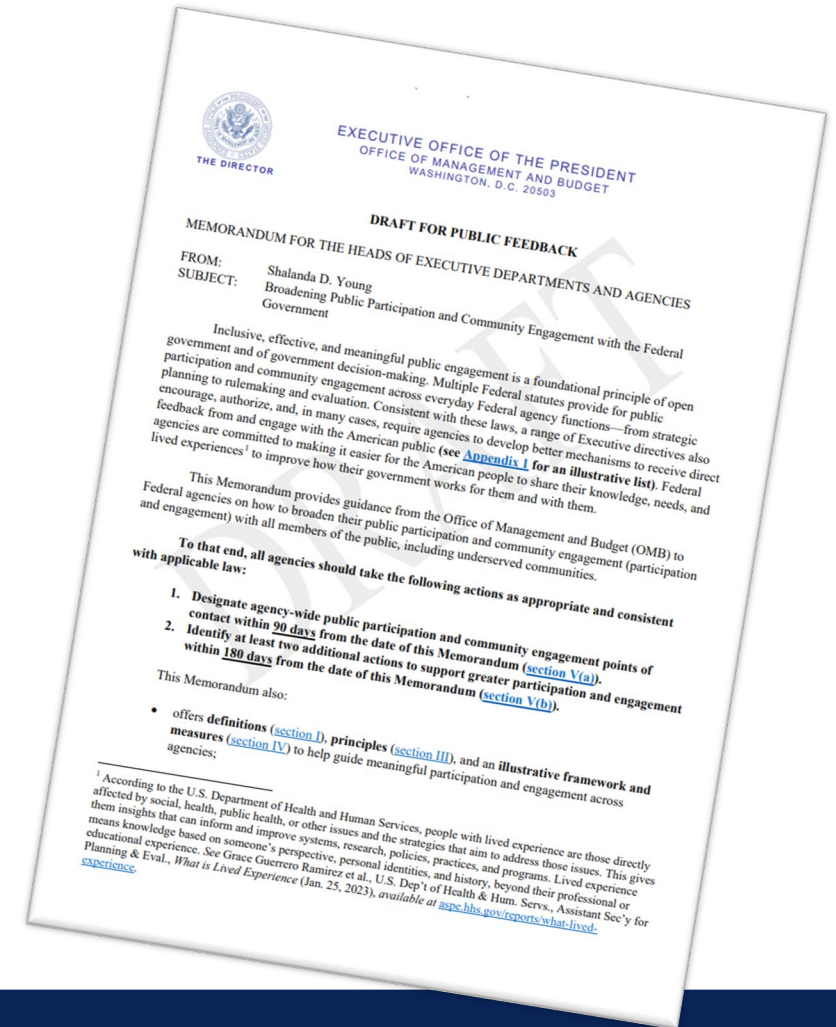 THE DIRECTOR
EXECUTIVE OFFICE OF THE PRESIDENT
OFFICE OF MANAGEMENT AND BUDGET
WASHINGTON, D.C. 20503
DRAFT FOR PUBLIC FEEDBACK
MEMORANDUM FOR THE HEADS OF EXECUTIVE DEPARTMENTS AND AGENCIES
FROM: Shalanda D. Young
SUBJECT: Broadening Public Participation and Community Engagement with the Federal
Government
Inclusive, effective, and meaningful public engagement is a foundational principle of open
government and of government decision-making. Multiple Federal statutes provide for public
participation and community engagement across everyday Federal agency functions—from strategic
planning to rulemaking and evaluation. Consistent with these laws, a range of Executive directives also
encourage, authorize, and, in many cases, require agencies to develop better mechanisms to receive direct
feedback from and engage with the American public (see Appendix 1 for an illustrative list). Federal
agencies are committed to making it easier for the American people to share their knowledge, needs, and
lived experiences¹ to improve how their government works for them and with them.
This Memorandum provides guidance from the Office of Management and Budget (OMB) to
Federal agencies on how to broaden their public participation and community engagement (participation
and engagement) with all members of the public, including underserved communities.
To that end, all agencies should take the following actions as appropriate and consistent
with applicable law:
1. Designate agency-wide public participation and community engagement points of
contact within 90 days from the date of this Memorandum (section V(a)).
2. Identify at least two additional actions to support greater participation and engagement
within 180 days from the date of this Memorandum (section V(b)).
This Memorandum also:
• offers definitions (section I), principles (section III), and an illustrative framework and
measures (section IV) to help guide meaningful participation and engagement across
agencies;
¹ According to the U.S. Department of Health and Human Services, people with lived experience are those directly
affected by social, health, public health, or other issues and the strategies that aim to address those issues. This gives
them insights that can inform and improve systems, research, policies, practices, and programs. Lived experience
means knowledge based on someone's perspective, personal identities, and history, beyond their professional or
educational experience. See Grace Guerrero Ramirez et al., U.S. Dep't of Health & Hum. Servs., Assistant Sec'y for
Planning & Eval., What is Lived Experience (Jan. 25, 2023), available at aspe.hhs.gov/reports/what-lived-
experience.
DRAFT